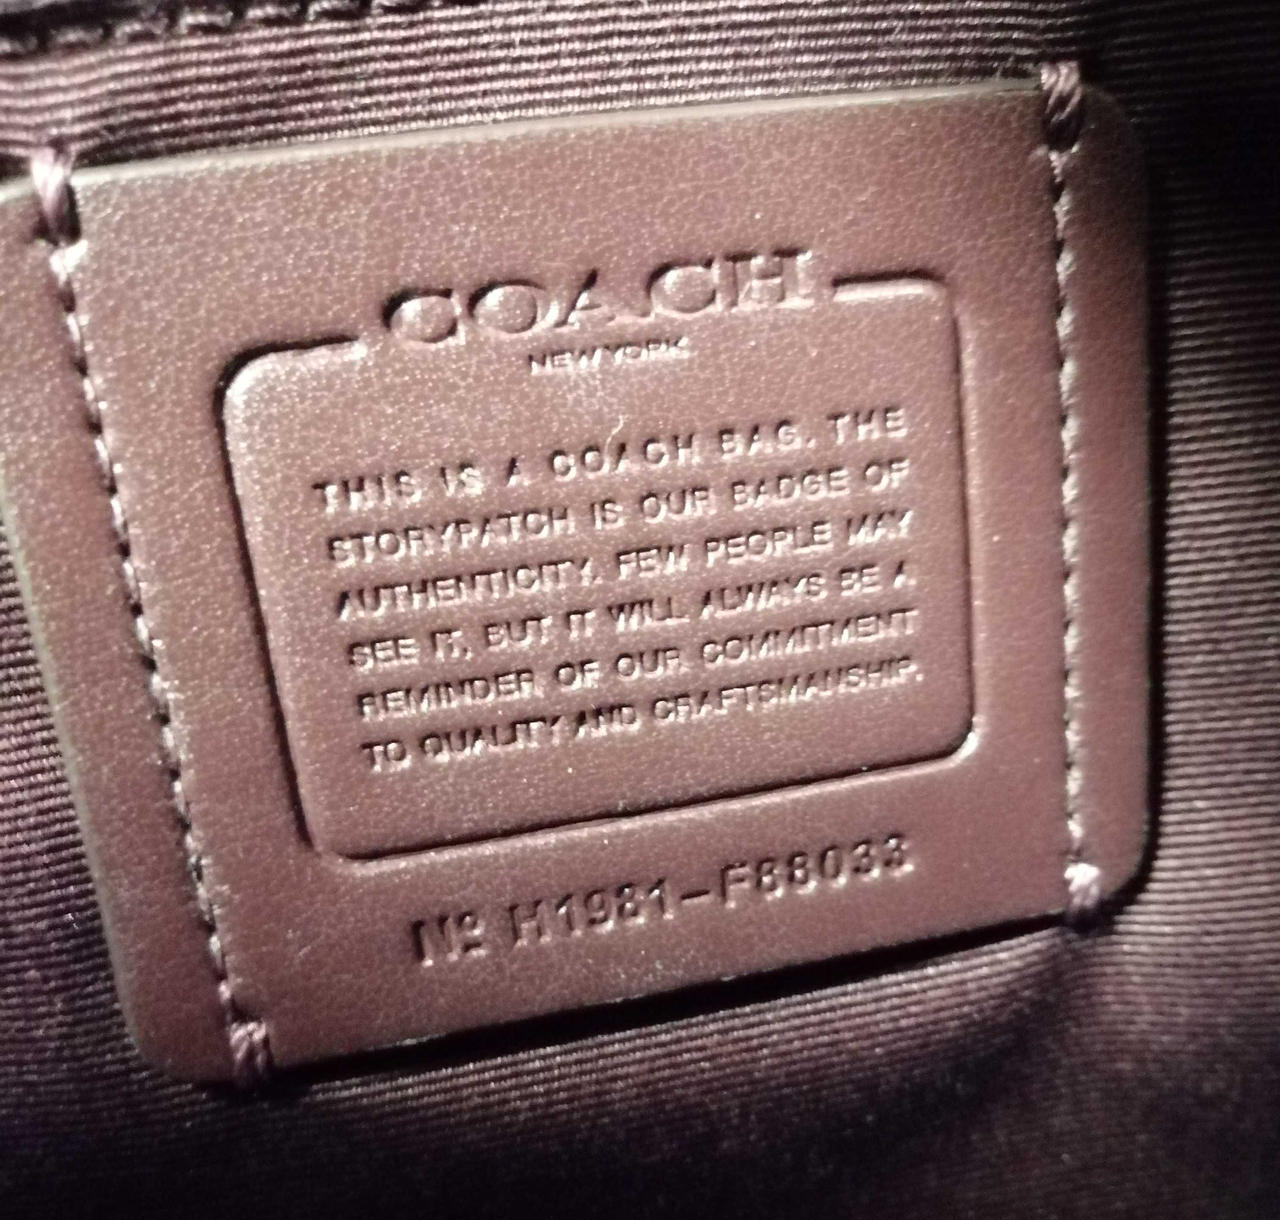 COACH
NEW YORK
THIS IS A COACH BAG. THE
STORYPATCH IS OUR BADGE OF
AUTHENTICITY. FEW PEOPLE MAY
SEE IT, BUT IT WILL ALWAYS BE A
REMINDER OF OUR COMMITMENT
TO QUALITY AND CRAFTSMANSHIP.
Nº H1981-F88033